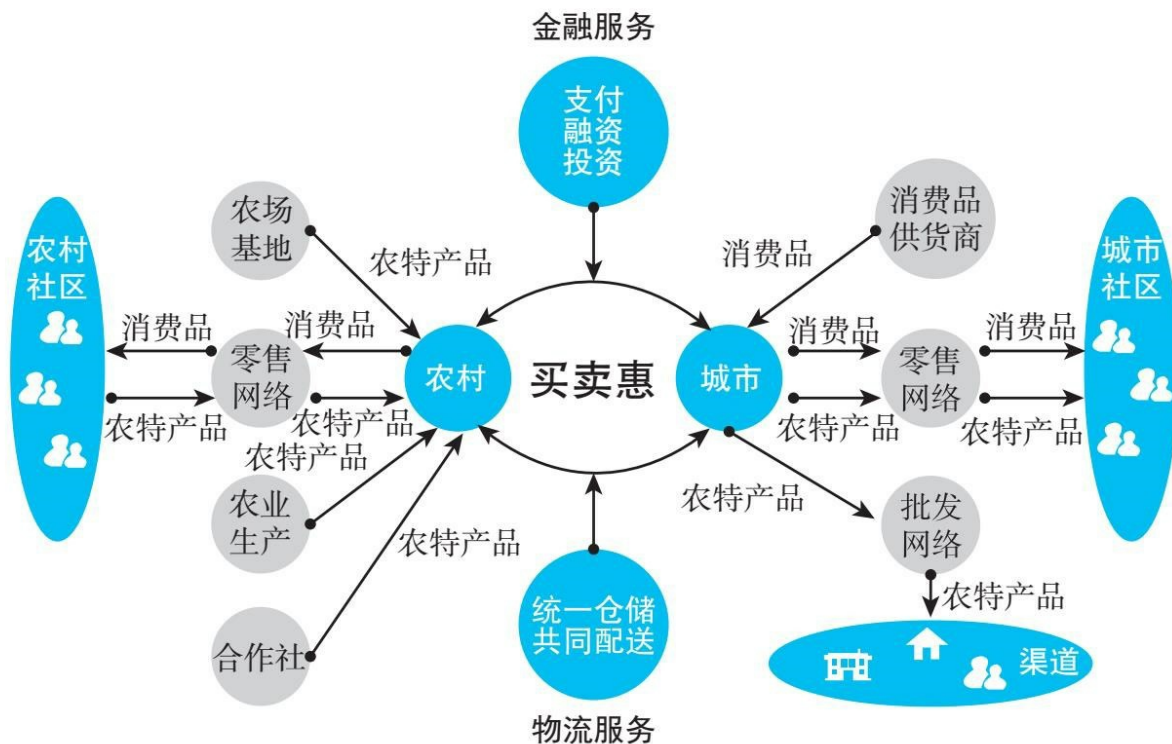 金融服务
支付
融资
投资
农场
基地
消费品
供货商
农村
社区
城市
社区
农特产品
消费品
消费品
消费品
消费品
消费品
零售
网络
农村
买卖惠
城市
零售
网络
农特产品
农特产品
农特产品
农特产品
农特产品
农业
生产
农特产品
批发
网络
农特产品
统一仓储
共同配送
农特产品
合作社
渠道
物流服务